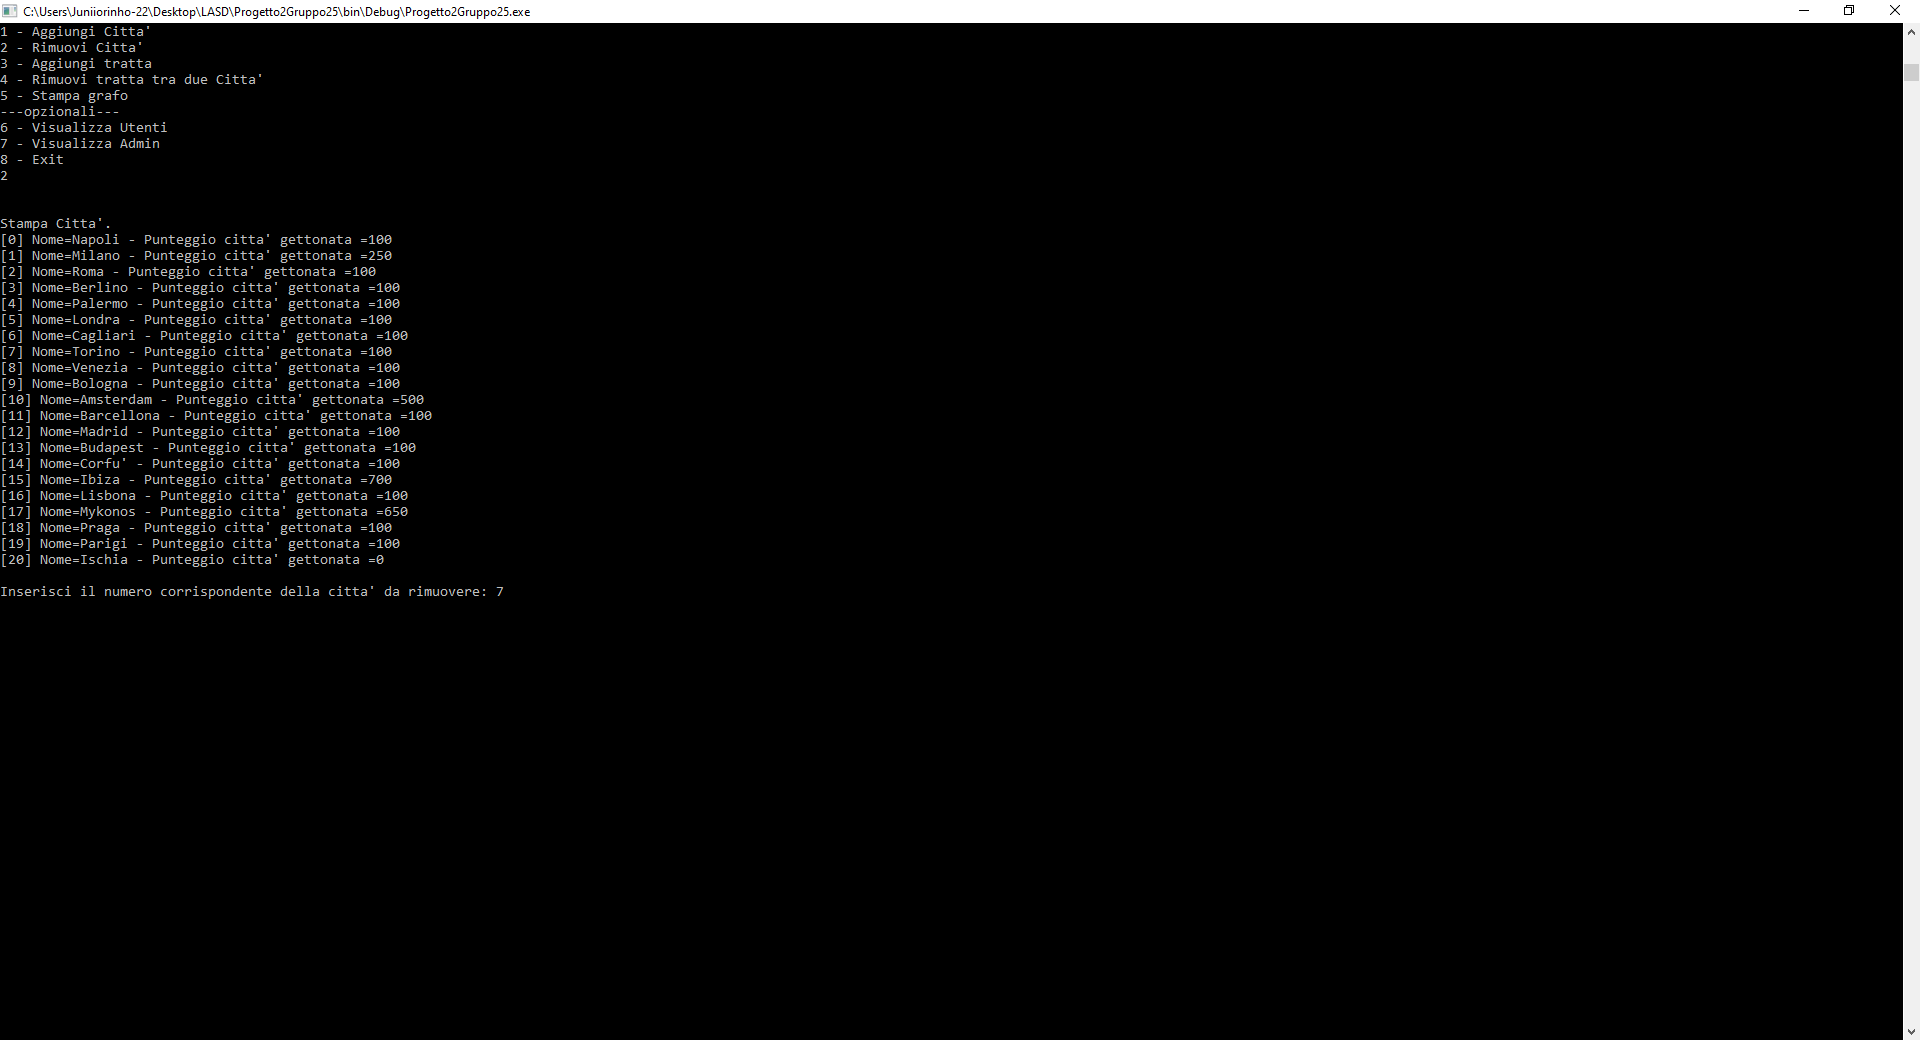 C:\Users\Juniiorinho-22\Desktop\LASD\Progetto2Gruppo25\bin\Debug\Progetto2Gruppo25.exe
1 - Aggiungi Citta'
2 - Rimuovi Citta'
3 - Aggiungi tratta
4 - Rimuovi tratta tra due Citta'
5 - Stampa grafo
---opzionali---
6 - Visualizza Utenti
7 - Visualizza Admin
8 - Exit
2
Stampa Citta'.
[0] Nome=Napoli - Punteggio citta' gettonata =100
[1] Nome=Milano - Punteggio citta' gettonata =250
[2] Nome=Roma - Punteggio citta' gettonata =100
[3] Nome=Berlino - Punteggio citta' gettonata =100
[4] Nome=Palermo - Punteggio citta' gettonata =100
[5] Nome=Londra - Punteggio citta' gettonata =100
[6] Nome=Cagliari - Punteggio citta' gettonata =100
[7] Nome=Torino - Punteggio citta' gettonata =100
[8] Nome=Venezia - Punteggio citta' gettonata =100
[9] Nome=Bologna - Punteggio citta' gettonata =100
[10] Nome=Amsterdam - Punteggio citta' gettonata =500
[11] Nome=Barcellona - Punteggio citta' gettonata =100
[12] Nome=Madrid - Punteggio citta' gettonata =100
[13] Nome=Budapest - Punteggio citta' gettonata =100
[14] Nome=Corfu' - Punteggio citta' gettonata =100
[15] Nome=Ibiza - Punteggio citta' gettonata =700
[16] Nome=Lisbona - Punteggio citta' gettonata =100
[17] Nome=Mykonos - Punteggio citta' gettonata =650
[18] Nome=Praga - Punteggio citta' gettonata =100
[19] Nome=Parigi - Punteggio citta' gettonata =100
[20] Nome=Ischia - Punteggio citta' gettonata =0
Inserisci il numero corrispondente della citta' da rimuovere: 7